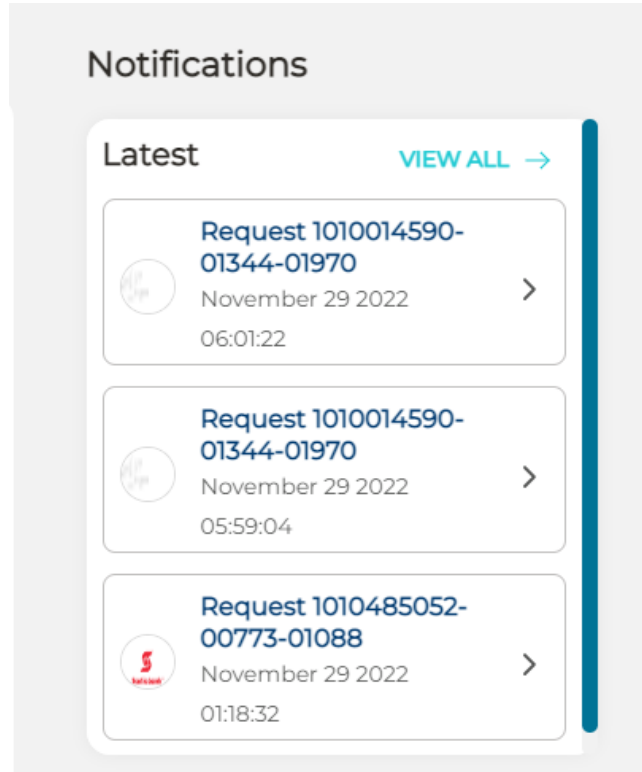 Notifications
Latest
VIEW ALL →
Request 1010014590-
01344-01970
November 29 2022
06:01:22
Request 1010014590-
01344-01970
November 29 2022
05:59:04
Request 1010485052-
00773-01088
November 29 2022
01:18:32